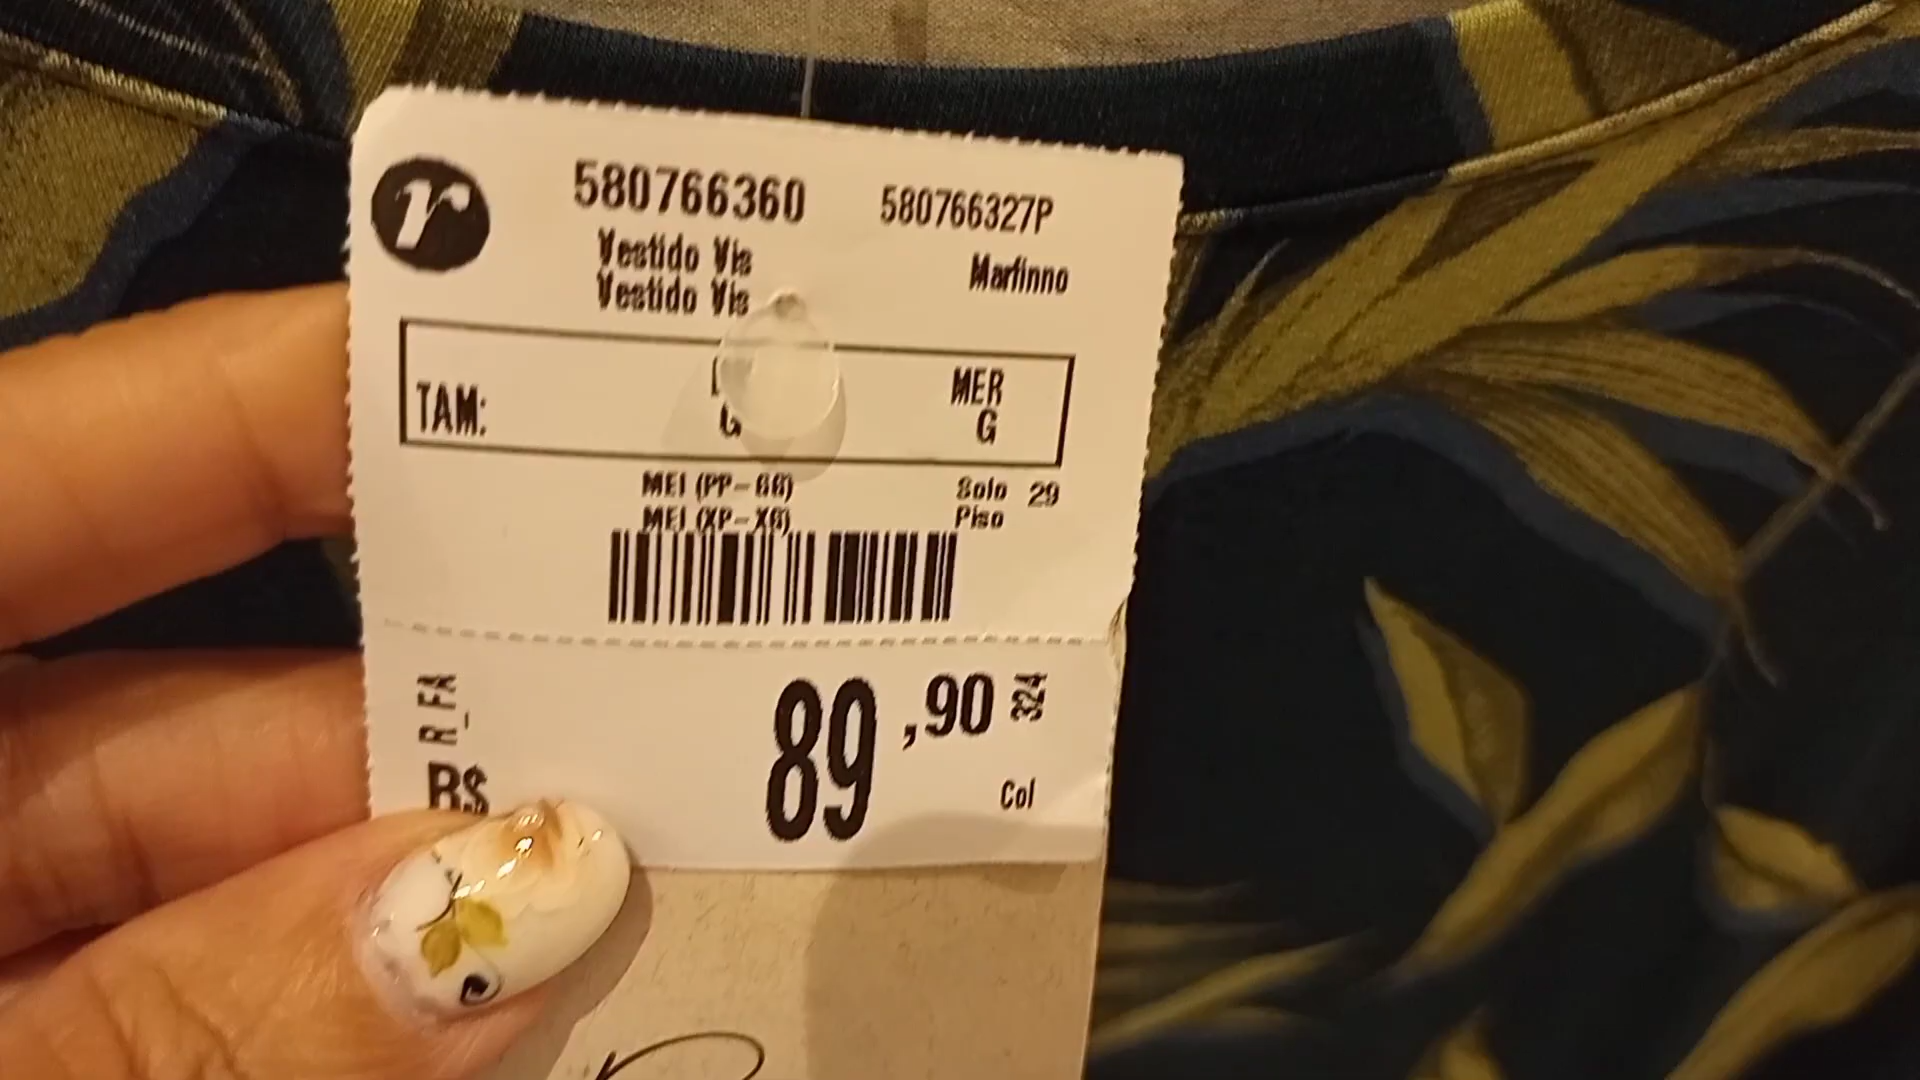 r
580766360 580766327P
Vestido Vis
Vestido Vis Marfinno
MER
TAM: G G
MEI (PP-GG) Solo 29
MEI (XP-XG) Piso
R_FA
R$ 89,90 324
Col